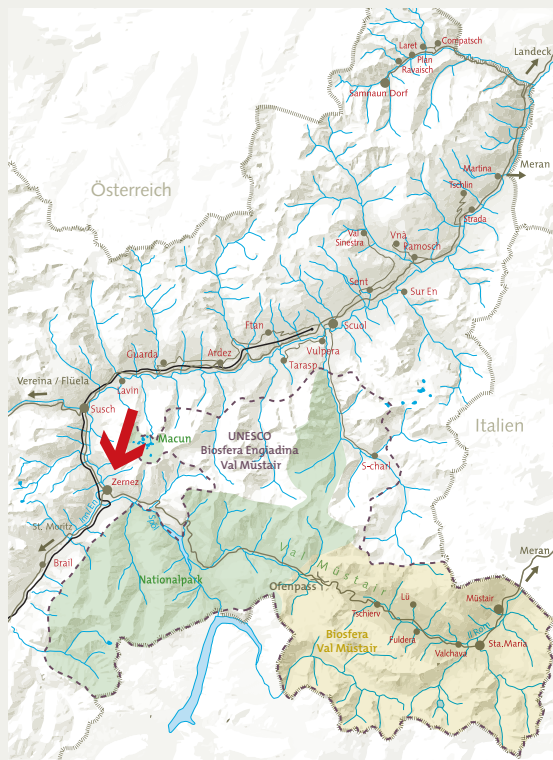 Compatsch
Laret
Plan
Ravaisch
Landeck
Samnaun Dorf
Meran
Martina
Tschlin
Österreich
Strada
Val
Sinestra
Vnà
Ramosch
Sent
Sur En
Ftan
Scuol
Vulpera
Ardez
Guarda
Tarasp
Vereina / Flüela
Lavin
Susch
Italien
UNESCO
Biosfera Engiadina
Val Müstair
Macun
S-charl
Zernez
St. Moritz
Brail
Val Müstair
Meran
Nationalpark
Ofenpass
Lü
Müstair
Tschierv
Fuldera
Biosfera
Val Müstair
Valchava
Sta. Maria